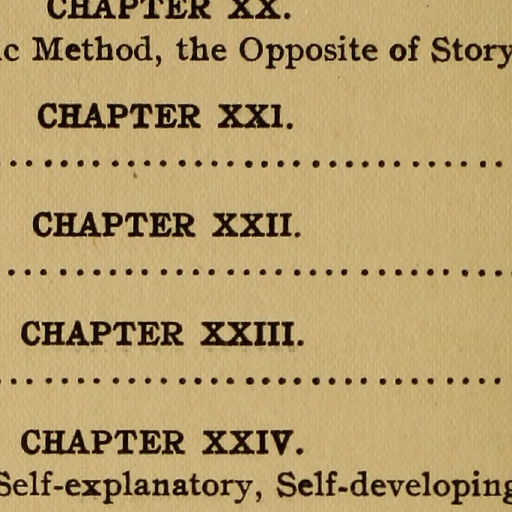 CHAPTER XX.
Method, the Opposite of Story
CHAPTER XXI.
CHAPTER XXII.
CHAPTER XXIII.
CHAPTER XXIV.
Self-explanatory, Self-developing